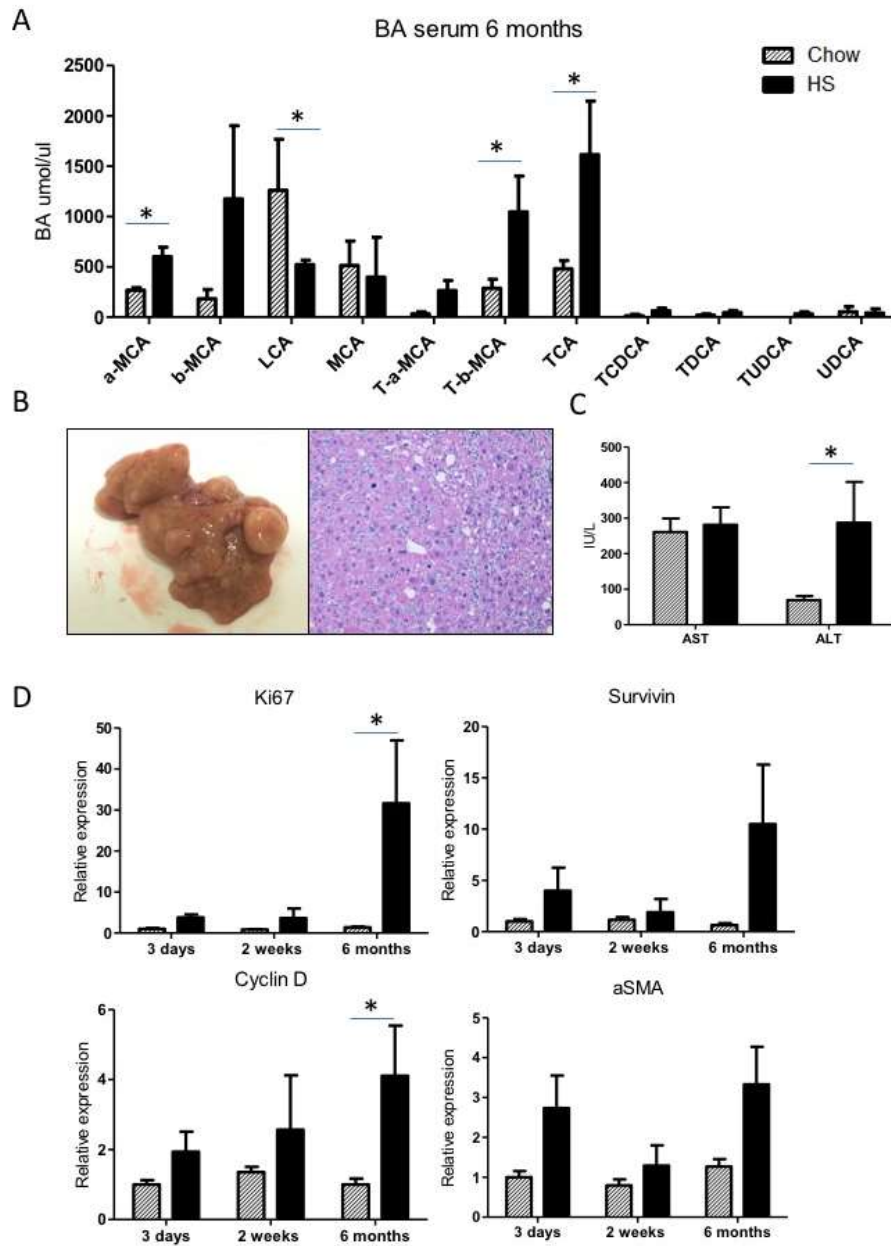 A
BA serum 6 months
Chow
HS
BA umol/ul
2500
2000
1500
1000
500
0
*
*
*
*
a-MCA
b-MCA
LCA
MCA
T-a-MCA
T-b-MCA
TCA
TCDCA
TDCA
TUDCA
UDCA
B
C
IU/L
500
400
300
200
100
0
*
AST
ALT
D
Ki67
Relative expression
50
40
30
20
10
0
*
3 days
2 weeks
6 months
Survivin
Relative expression
20
15
10
5
0
3 days
2 weeks
6 months
Cyclin D
Relative expression
6
4
2
0
*
3 days
2 weeks
6 months
aSMA
Relative expression
5
4
3
2
1
0
3 days
2 weeks
6 months